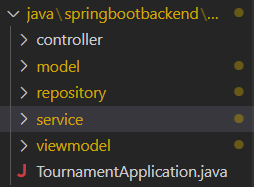 java\springbootbackend\...
controller
model
repository
service
viewmodel
J TournamentApplication.java